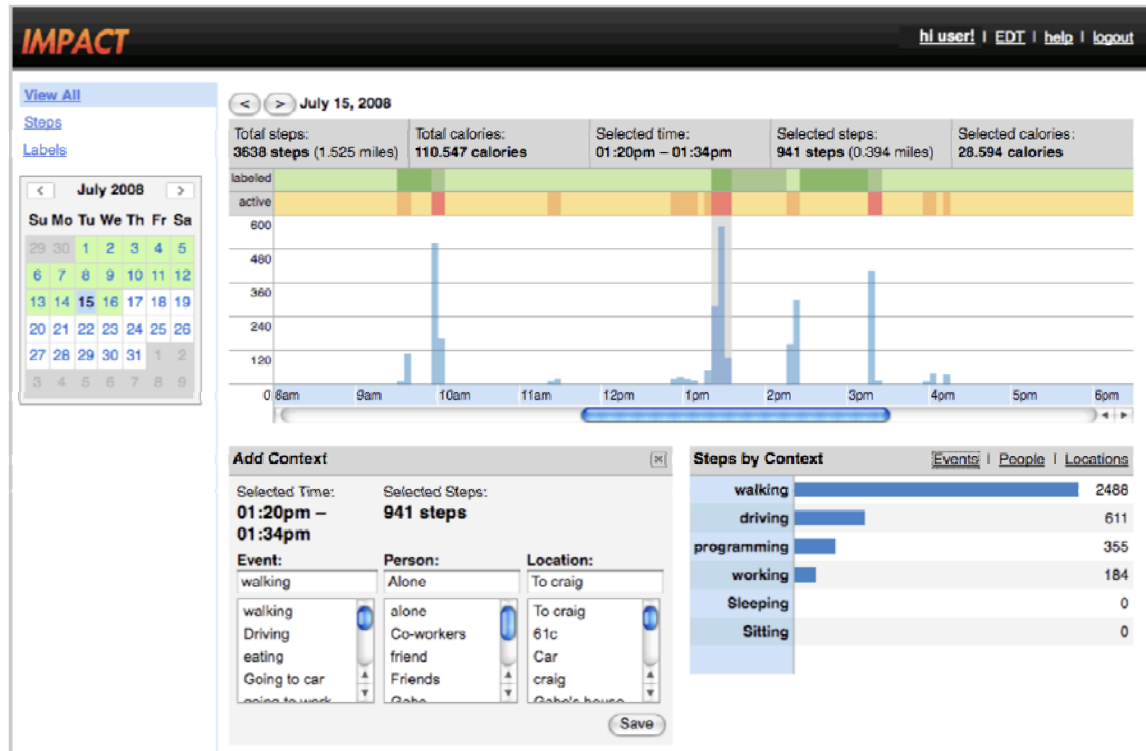 IMPACT
hi user! | EDT | help | logout
View All
Steps
Labels
< July 2008 >
Su Mo Tu We Th Fr Sa
29 30 1 2 3 4 5
6 7 8 9 10 11 12
13 14 15 16 17 18 19
20 21 22 23 24 25 26
27 28 29 30 31 1 2
3 4 5 6 7 8 9
< > July 15, 2008
Total steps: Total calories: Selected time: Selected steps: Selected calories:
3638 steps (1.525 miles) 110.547 calories 01:20pm – 01:34pm 941 steps (0.394 miles) 28.594 calories
labeled
active
600
480
360
240
120
0 8am 9am 10am 11am 12pm 1pm 2pm 3pm 4pm 5pm 6pm
Add Context
Selected Time: Selected Steps:
01:20pm – 941 steps
01:34pm
Event: Person: Location:
walking Alone To craig
walking alone To craig
Driving Co-workers 61c
eating friend Car
Going to car Friends craig
going to work Gabe Gabe's house
Save
Steps by Context Events | People | Locations
walking 2488
driving 611
programming 355
working 184
Sleeping 0
Sitting 0